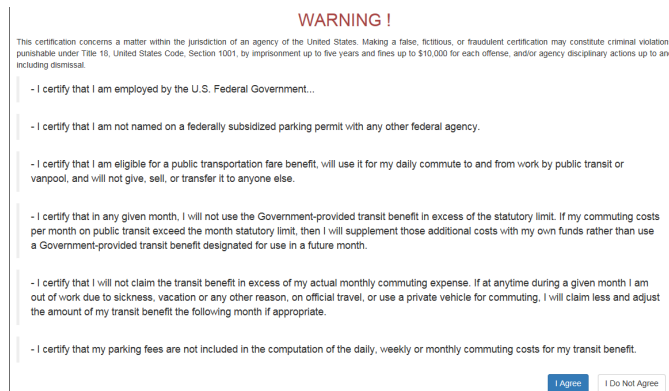 WARNING !
This certification concerns a matter within the jurisdiction of an agency of the United States. Making a false, fictitious, or fraudulent certification may constitute criminal violation
punishable under Title 18, United States Code, Section 1001, by imprisonment up to five years and fines up to $10,000 for each offense, and/or agency disciplinary actions up to and
including dismissal.
- I certify that I am employed by the U.S. Federal Government...
- I certify that I am not named on a federally subsidized parking permit with any other federal agency.
- I certify that I am eligible for a public transportation fare benefit, will use it for my daily commute to and from work by public transit or
vanpool, and will not give, sell, or transfer it to anyone else.
- I certify that in any given month, I will not use the Government-provided transit benefit in excess of the statutory limit. If my commuting costs
per month on public transit exceed the month statutory limit, then I will supplement those additional costs with my own funds rather than use
a Government-provided transit benefit designated for use in a future month.
- I certify that I will not claim the transit benefit in excess of my actual monthly commuting expense. If at anytime during a given month I am
out of work due to sickness, vacation or any other reason, on official travel, or use a private vehicle for commuting, I will claim less and adjust
the amount of my transit benefit the following month if appropriate.
- I certify that my parking fees are not included in the computation of the daily, weekly or monthly commuting costs for my transit benefit.
I Agree
I Do Not Agree